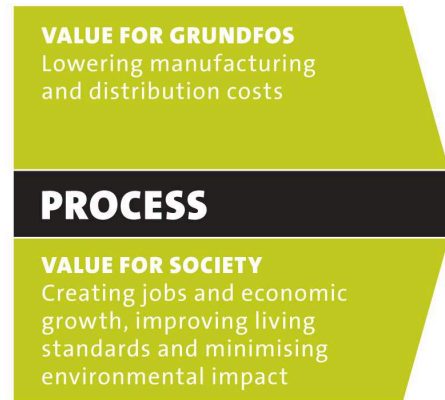 VALUE FOR GRUNDFOS
Lowering manufacturing
and distribution costs
PROCESS
VALUE FOR SOCIETY
Creating jobs and economic
growth, improving living
standards and minimising
environmental impact